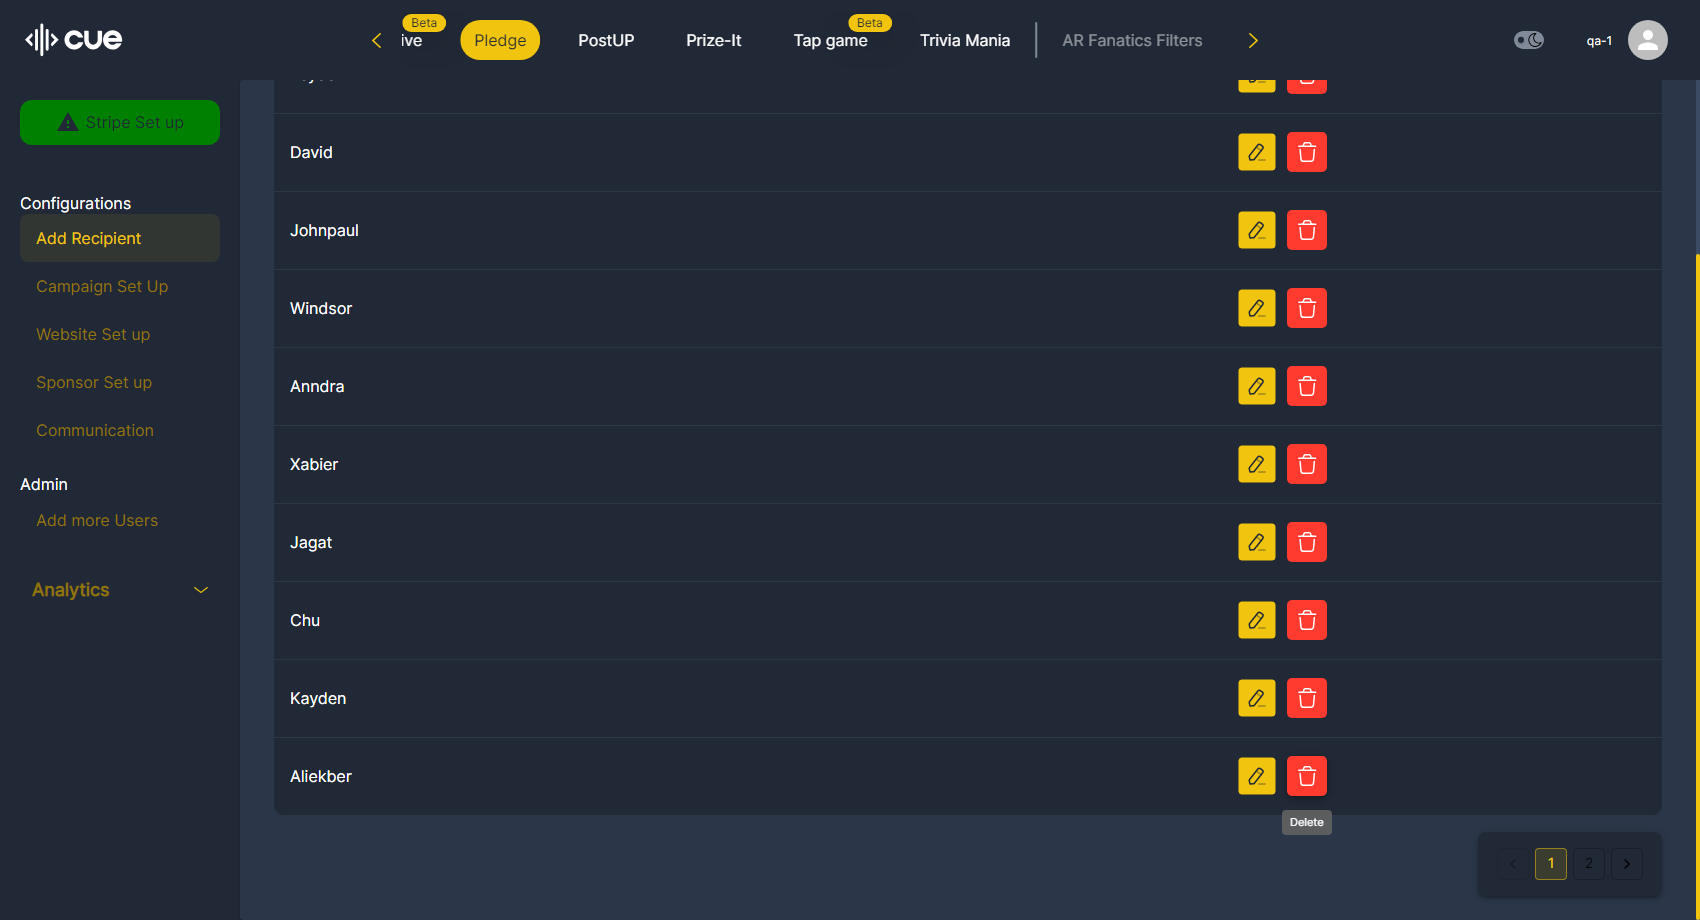 cue
Beta
Beta
ive
Pledge
PostUP
Prize-It
Tap game
Trivia Mania
AR Fanatics Filters
qa-1
Stripe Set up
Configurations
Add Recipient
Campaign Set Up
Website Set up
Sponsor Set up
Communication
Admin
Add more Users
Analytics
David
Johnpaul
Windsor
Anndra
Xabier
Jagat
Chu
Kayden
Aliekber
Delete
1
2